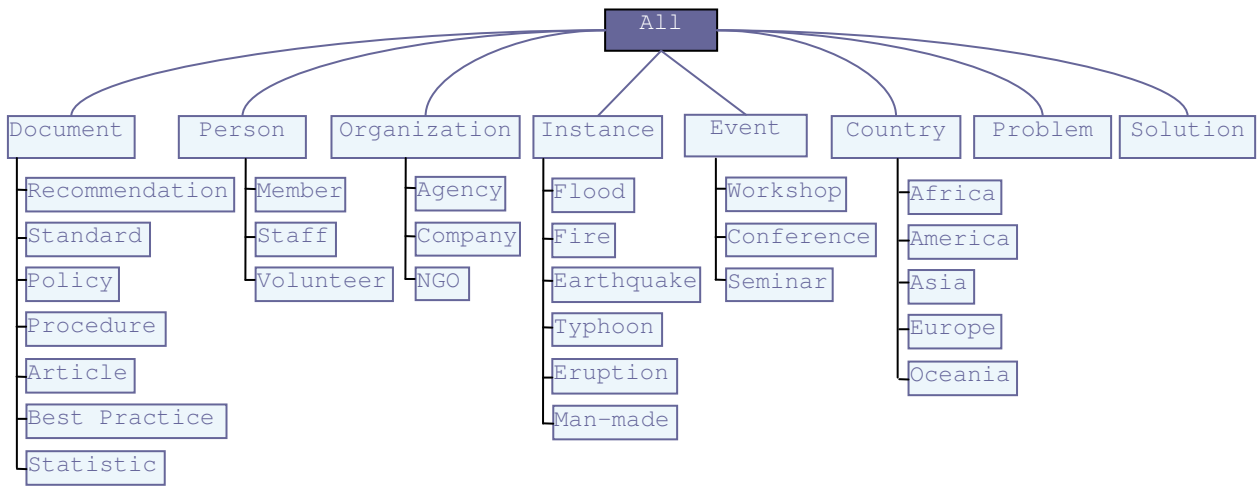 All
Document
Person
Organization
Instance
Event
Country
Problem
Solution
Recommendation
Standard
Policy
Procedure
Article
Best Practice
Statistic
Member
Staff
Volunteer
Agency
Company
NGO
Flood
Fire
Earthquake
Typhoon
Eruption
Man-made
Workshop
Conference
Seminar
Africa
America
Asia
Europe
Oceania